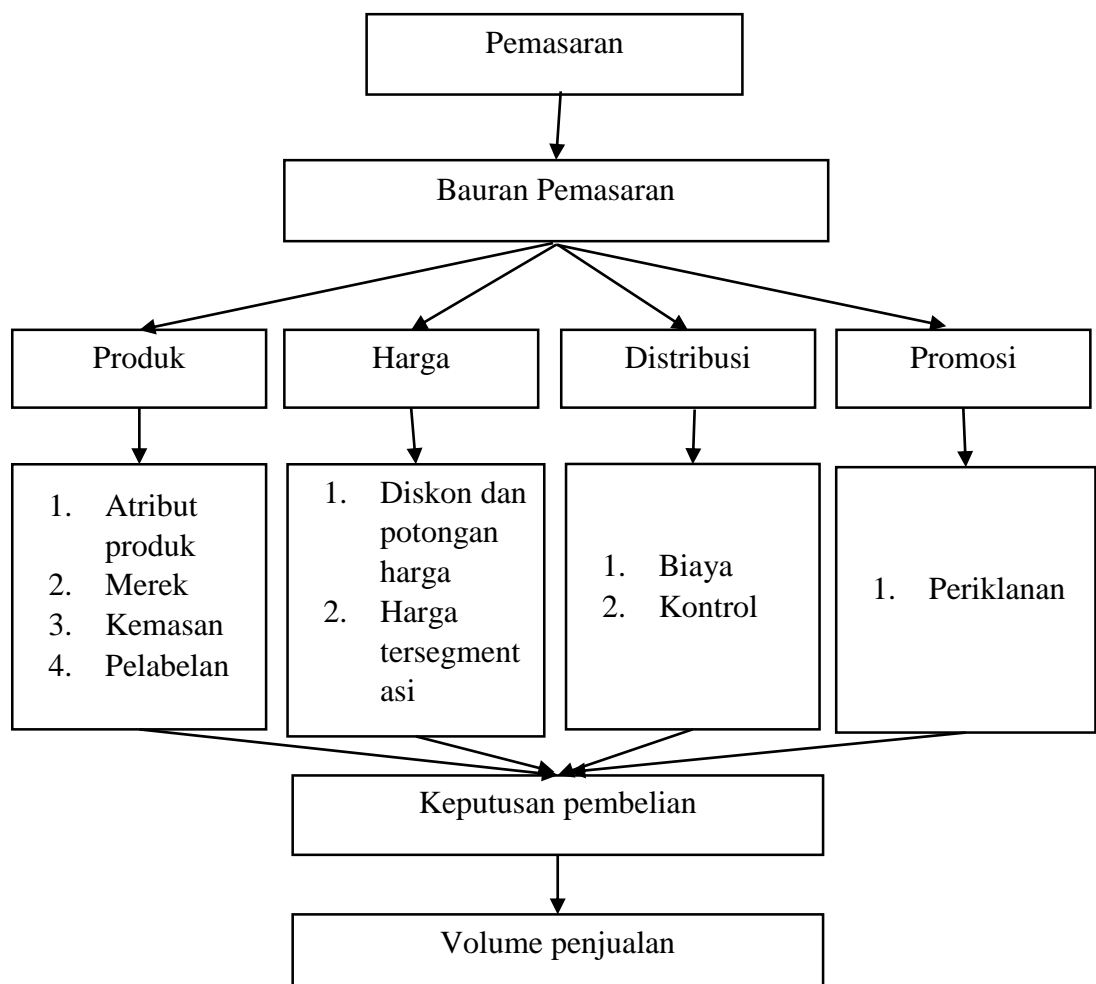 Pemasaran
Bauran Pemasaran
Produk
Harga
Distribusi
Promosi
1. Atribut
produk
2. Merek
3. Kemasan
4. Pelabelan
1. Diskon dan
potongan
harga
2. Harga
tersegment
asi
1. Biaya
2. Kontrol
1. Periklanan
Keputusan pembelian
Volume penjualan